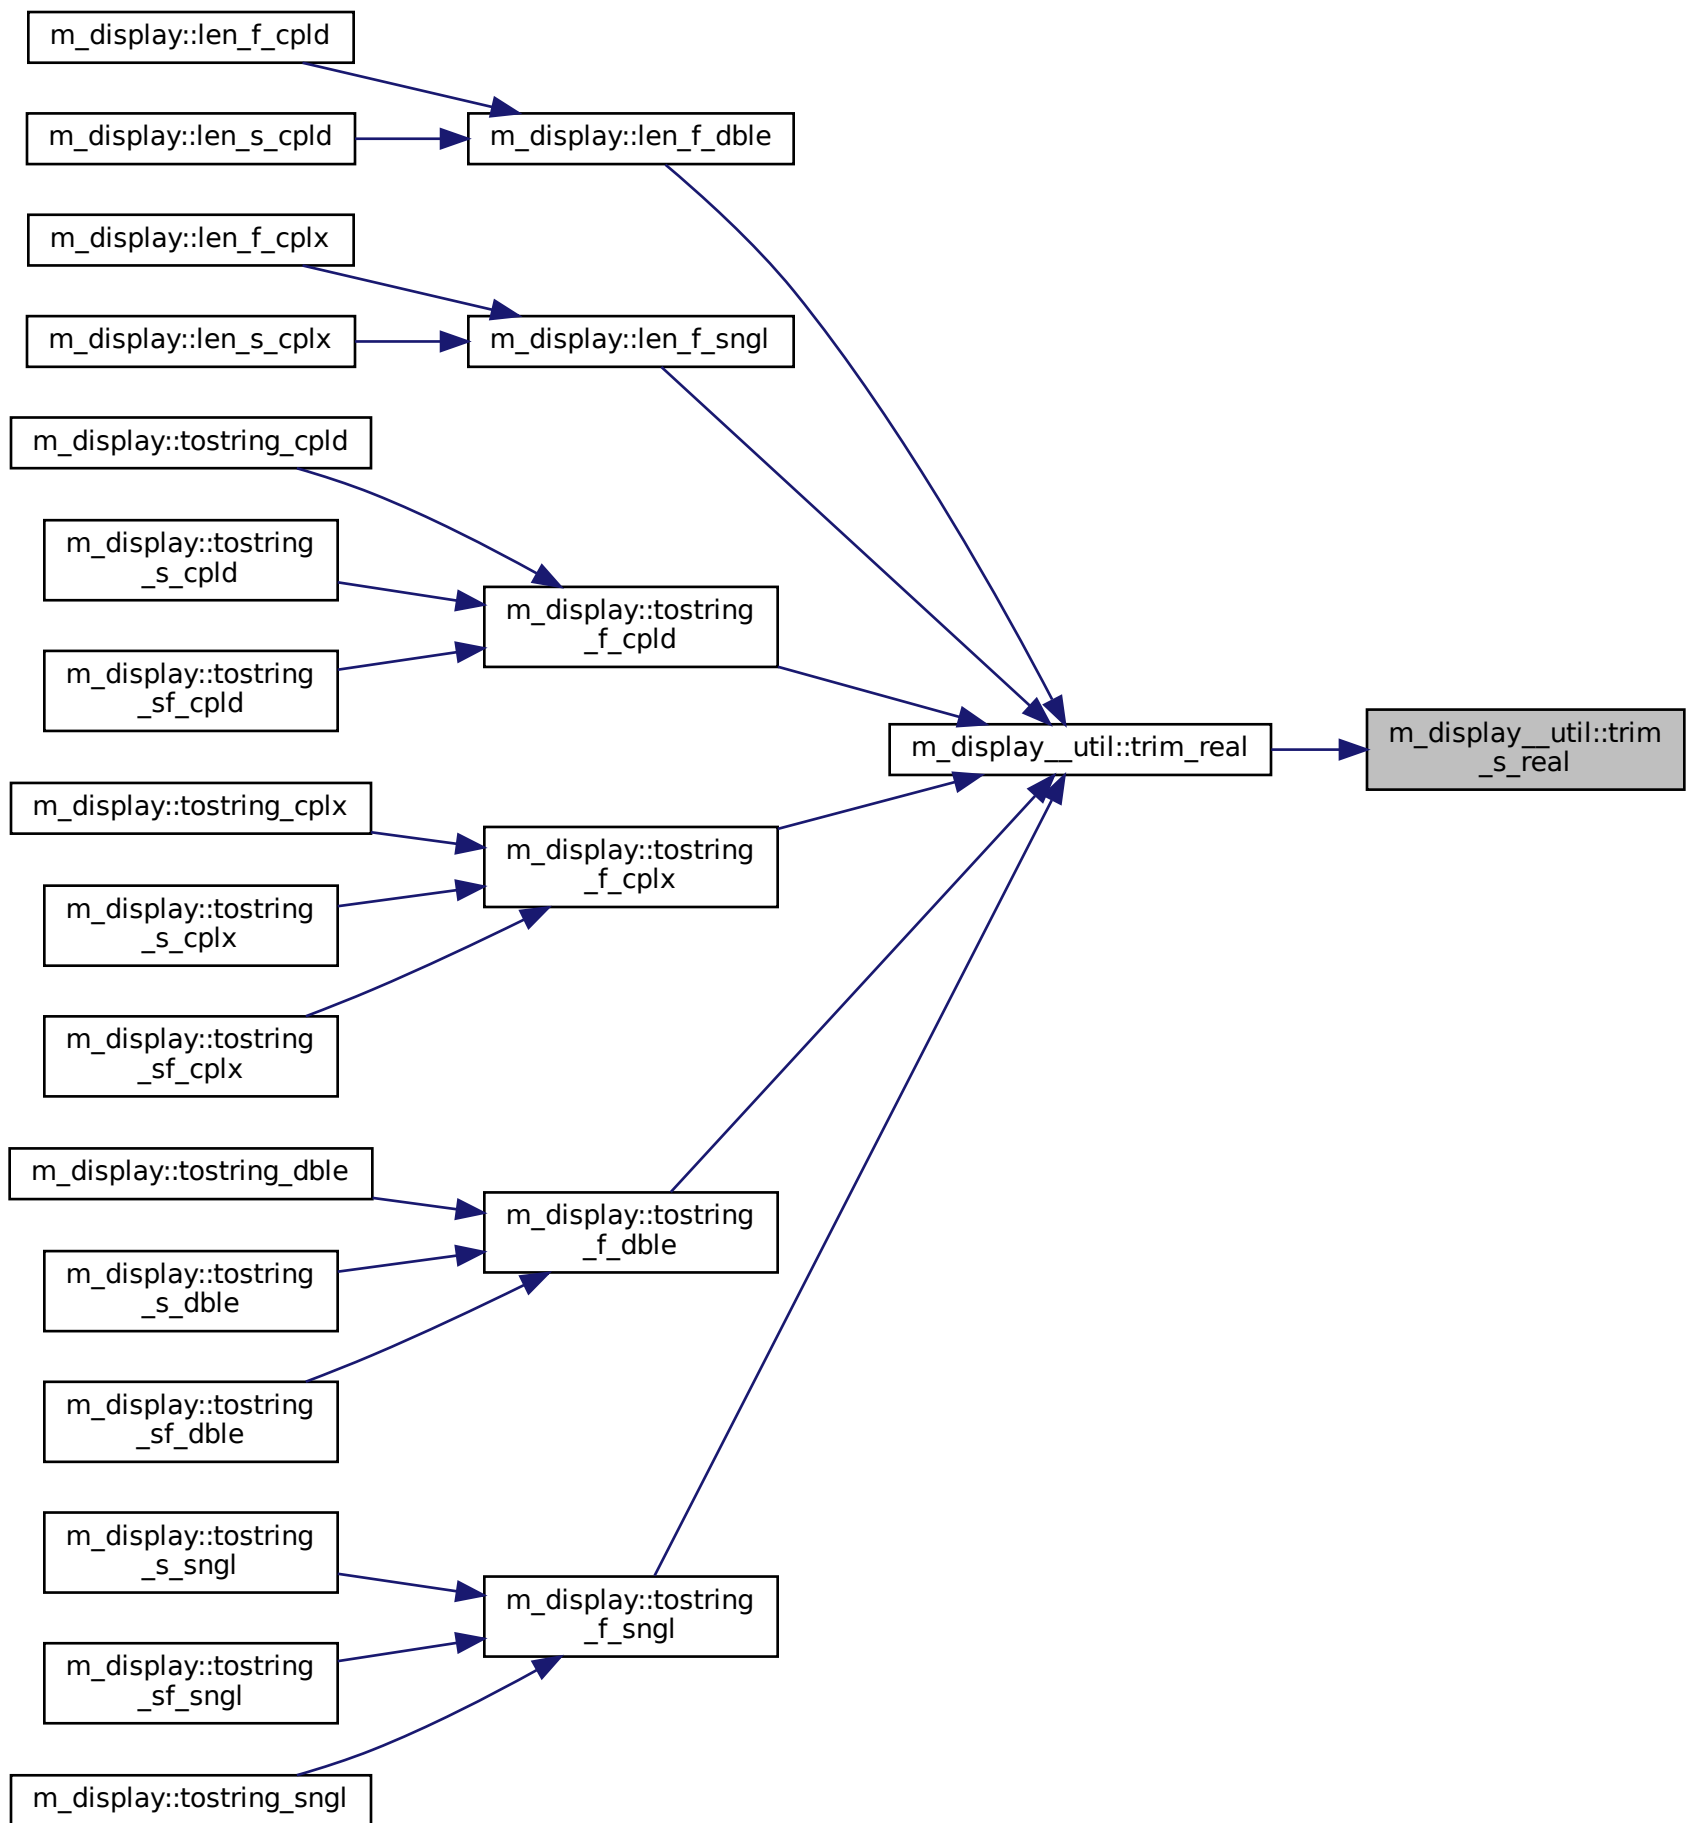 m_display::len_f_cpld
m_display::len_s_cpld
m_display::len_f_dble
m_display::len_f_cplx
m_display::len_s_cplx
m_display::len_f_sngl
m_display::tostring_cpld
m_display::tostring
_s_cpld
m_display::tostring
_f_cpld
m_display::tostring
_sf_cpld
m_display__util::trim_real
m_display__util::trim
_s_real
m_display::tostring_cplx
m_display::tostring
_f_cplx
m_display::tostring
_s_cplx
m_display::tostring
_sf_cplx
m_display::tostring_dble
m_display::tostring
_f_dble
m_display::tostring
_s_dble
m_display::tostring
_sf_dble
m_display::tostring
_s_sngl
m_display::tostring
_f_sngl
m_display::tostring
_sf_sngl
m_display::tostring_sngl